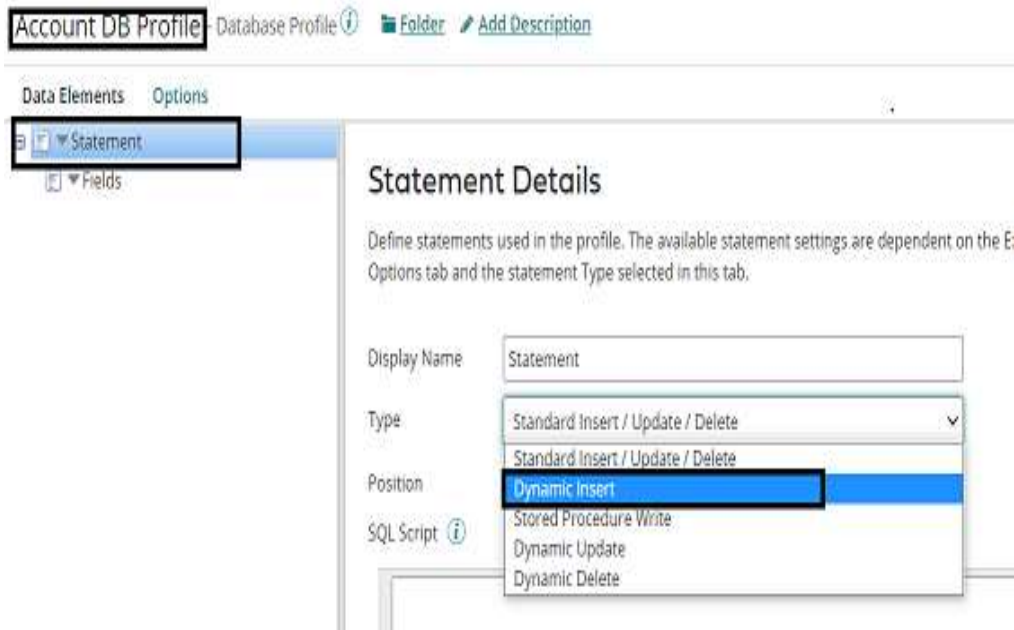 Account DB Profile - Database Profile Folder Add Description
Data Elements Options
Statement
Fields
Statement Details
Define statements used in the profile. The available statement settings are dependent on the
Options tab and the statement Type selected in this tab.
Display Name Statement
Type Standard Insert / Update / Delete
Standard Insert / Update / Delete
Position Dynamic Insert
Stored Procedure Write
SQL Script
Dynamic Update
Dynamic Delete